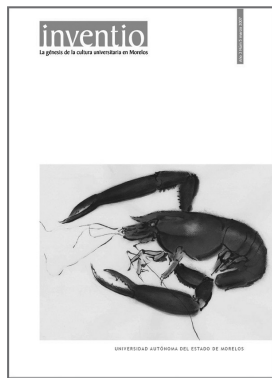 inventio
La génesis de la cultura universitaria en Morelos
UNIVERSIDAD AUTÓNOMA DEL ESTADO DE MORELOS